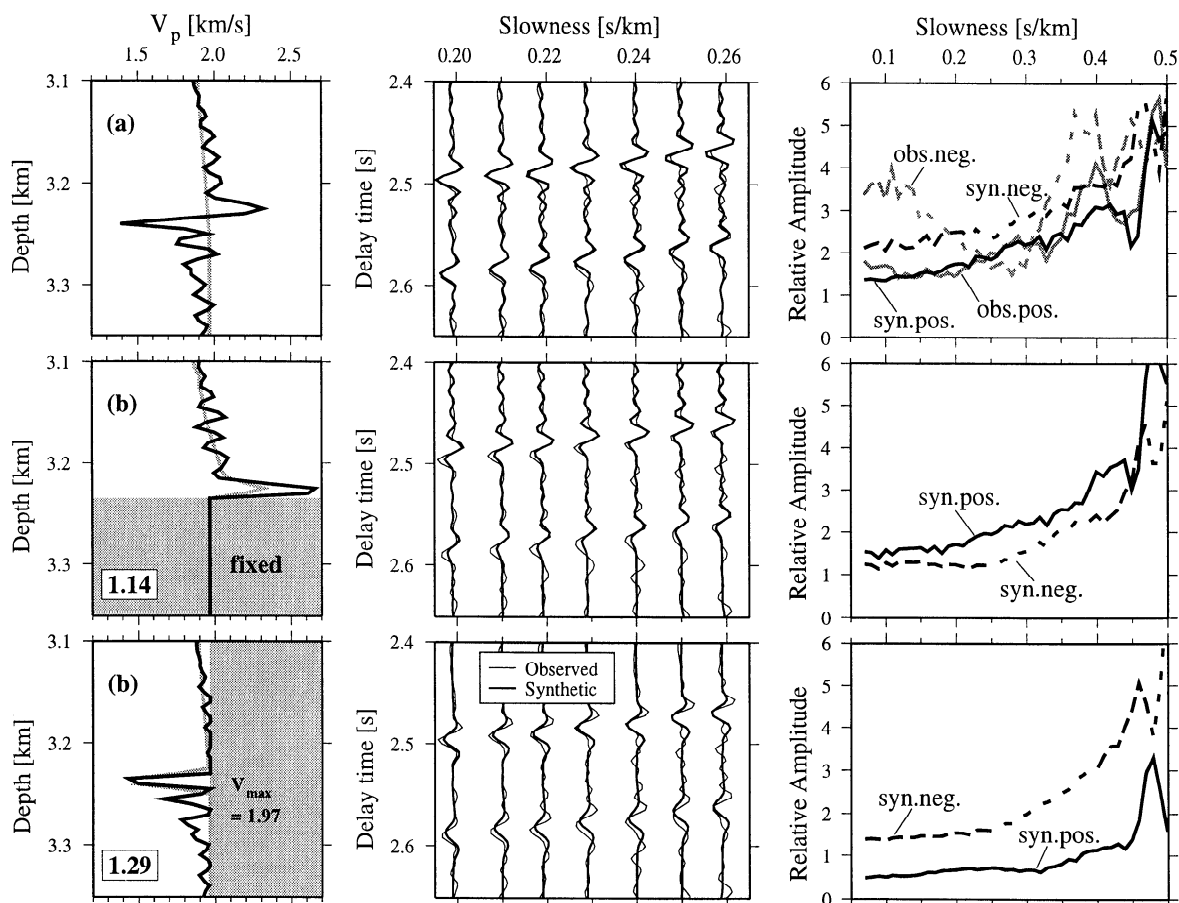 V_p [km/s]
1.5 2.0 2.5
Slowness [s/km]
0.20 0.22 0.24 0.26
Slowness [s/km]
0.1 0.2 0.3 0.4 0.5
Depth [km]
3.1
3.2
3.3
(a)
Delay time [s]
2.4
2.5
2.6
Relative Amplitude
6
5
4
3
2
1
0
obs.neg.
syn.neg.
syn.pos.
obs.pos.
Depth [km]
3.1
3.2
3.3
(b)
fixed
1.14
Delay time [s]
2.4
2.5
2.6
Relative Amplitude
6
5
4
3
2
1
0
syn.pos.
syn.neg.
Depth [km]
3.1
3.2
3.3
(b)
V_max
= 1.97
1.29
Delay time [s]
2.4
2.5
2.6
Observed
Synthetic
Relative Amplitude
6
5
4
3
2
1
0
syn.neg.
syn.pos.